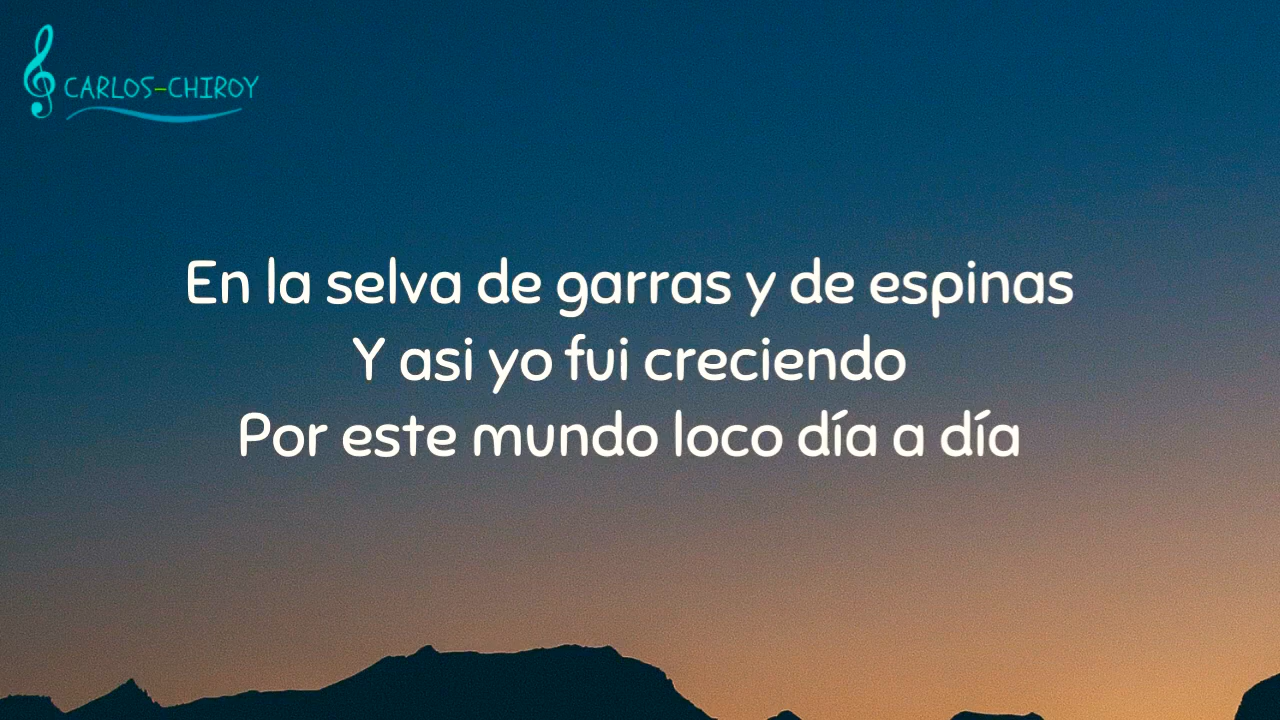 CARLOS-CHIROY
En la selva de garras y de espinas
Y asi yo fui creciendo
Por este mundo loco día a día